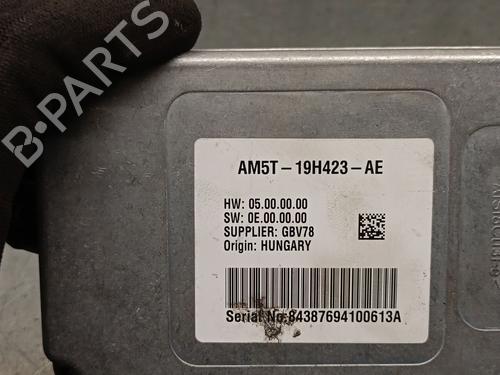 AM5T-19H423-AE
HW: 05.00.00.00
SW: 0E.00.00.00
SUPPLIER: GBV78
Origin: HUNGARY
Serial No:84387694100613A
B-PARTS